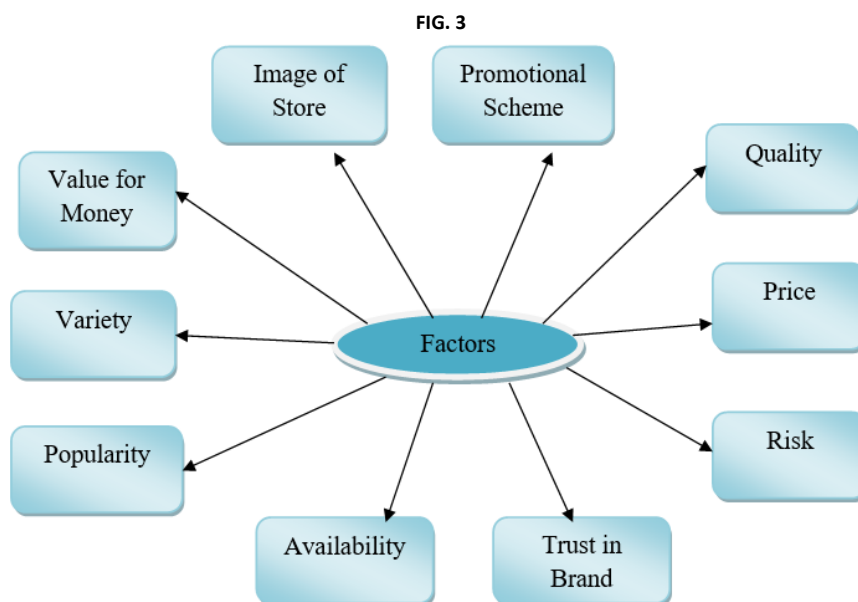 FIG. 3
Image of
Store
Promotional
Scheme
Quality
Value for
Money
Price
Variety
Factors
Risk
Popularity
Availability
Trust in
Brand